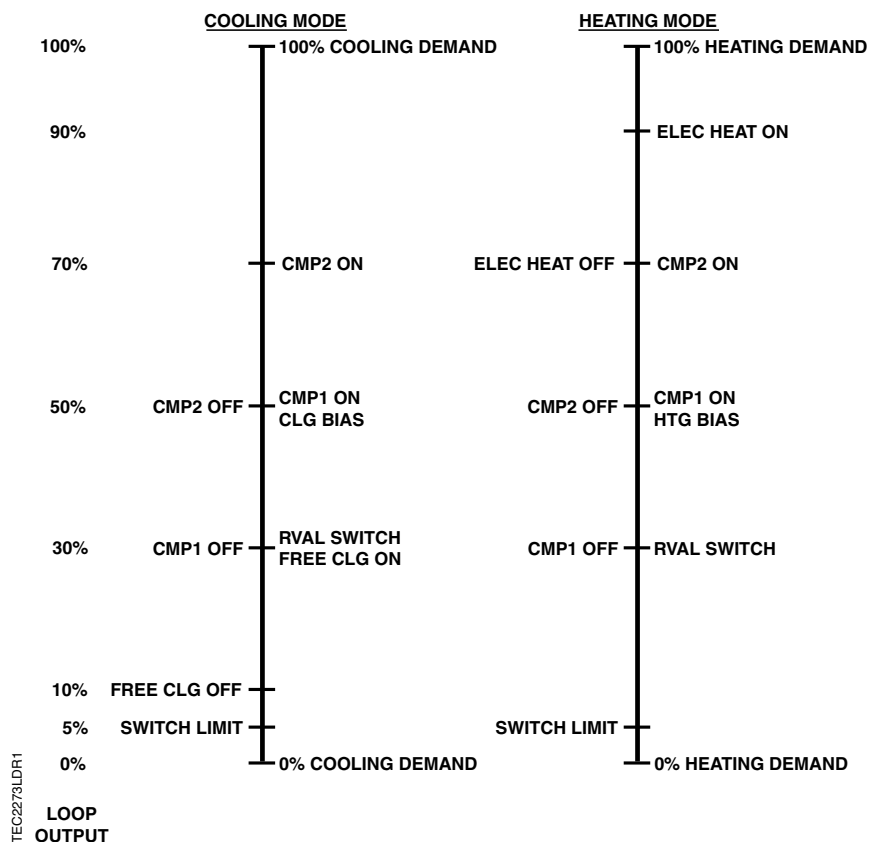 COOLING MODE
HEATING MODE
100%
100% COOLING DEMAND
100% HEATING DEMAND
90%
ELEC HEAT ON
70%
CMP2 ON
ELEC HEAT OFF
CMP2 ON
50%
CMP2 OFF
CMP1 ON
CLG BIAS
CMP2 OFF
CMP1 ON
HTG BIAS
30%
CMP1 OFF
RVAL SWITCH
FREE CLG ON
CMP1 OFF
RVAL SWITCH
10%
FREE CLG OFF
5%
SWITCH LIMIT
SWITCH LIMIT
0%
0% COOLING DEMAND
0% HEATING DEMAND
LOOP
OUTPUT
TEC2273LDR1